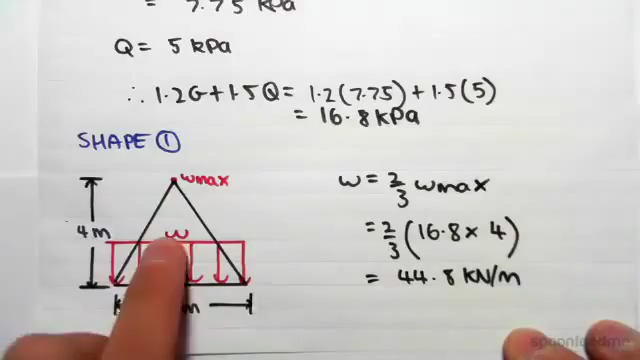 = 7.75 kPa
Q = 5 kPa
∴ 1.2G + 1.5Q = 1.2(7.75) + 1.5(5)
= 16.8 kPa
SHAPE ①
wmax
4m
w
m
w = 2/3 wmax
= 2/3 (16.8 × 4)
= 44.8 KN/m
spoonfeedme